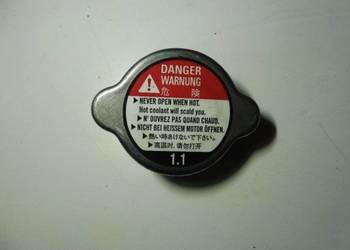 DANGER
WARNUNG
危険
▶NEVER OPEN WHEN HOT.
Hot coolant will scald you.
▶N' OUVREZ PAS QUAND CHAUD.
▶NICHT BEI HEISSEM MOTOR ÖFFNEN.
▶熱い時あけないで下さい。
▶高温时,请勿打开
1.1